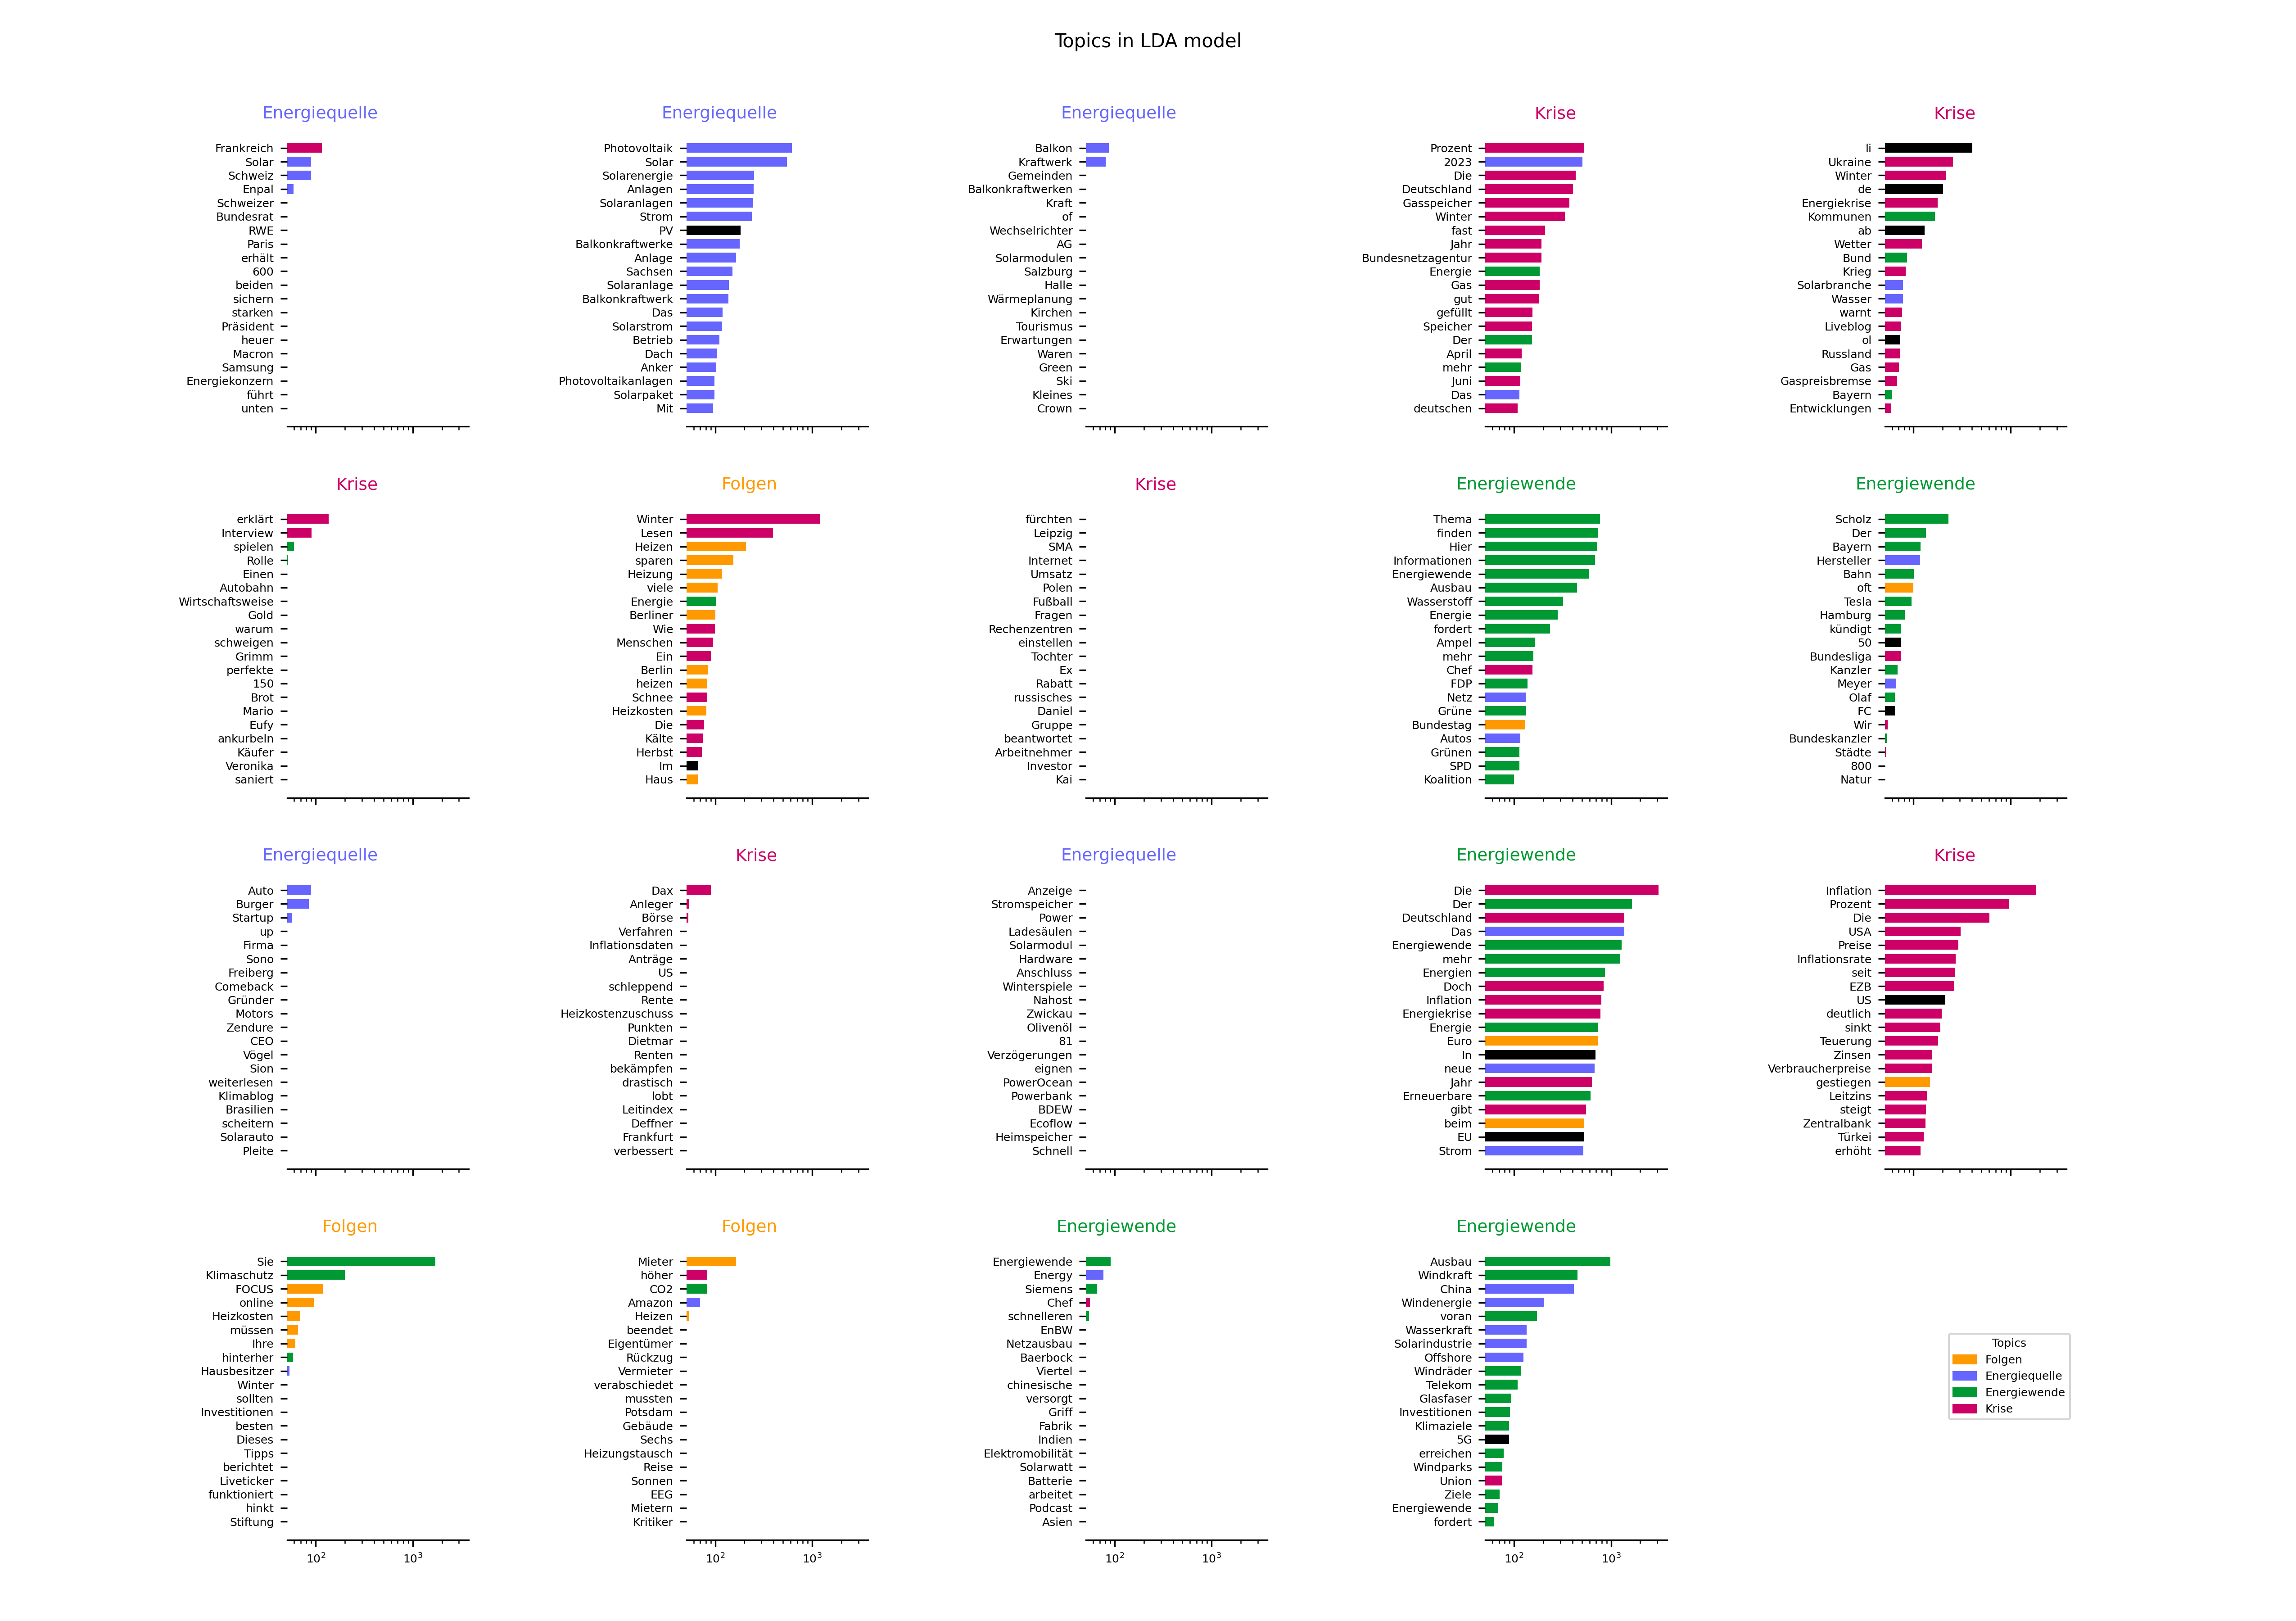 Topics in LDA model
Energiequelle
Frankreich
Solar
Schweiz
Enpal
Schweizer
Bundesrat
RWE
Paris
erhält
600
beiden
sichern
starken
Präsident
heuer
Macron
Samsung
Energiekonzern
führt
unten
Energiequelle
Photovoltaik
Solar
Solarenergie
Anlagen
Solaranlagen
Strom
PV
Balkonkraftwerke
Anlage
Sachsen
Solaranlage
Balkonkraftwerk
Das
Solarstrom
Betrieb
Dach
Anker
Photovoltaikanlagen
Solarpaket
Mit
Energiequelle
Balkon
Kraftwerk
Gemeinden
Balkonkraftwerken
Kraft
of
Wechselrichter
AG
Solarmodulen
Salzburg
Halle
Wärmeplanung
Kirchen
Tourismus
Erwartungen
Waren
Green
Ski
Kleines
Crown
Krise
Prozent
2023
Die
Deutschland
Gasspeicher
Winter
fast
Jahr
Bundesnetzagentur
Energie
Gas
gut
gefüllt
Speicher
Der
April
mehr
Juni
Das
deutschen
Krise
li
Ukraine
Winter
de
Energiekrise
Kommunen
ab
Wetter
Bund
Krieg
Solarbranche
Wasser
warnt
Liveblog
ol
Russland
Gas
Gaspreisbremse
Bayern
Entwicklungen
Krise
erklärt
Interview
spielen
Rolle
Einen
Autobahn
Wirtschaftsweise
Gold
warum
schweigen
Grimm
perfekte
150
Brot
Mario
Eufy
ankurbeln
Käufer
Veronika
saniert
Folgen
Winter
Lesen
Heizen
sparen
Heizung
viele
Energie
Berliner
Wie
Menschen
Ein
Berlin
heizen
Schnee
Heizkosten
Die
Kälte
Herbst
Im
Haus
Krise
fürchten
Leipzig
SMA
Internet
Umsatz
Polen
Fußball
Fragen
Rechenzentren
einstellen
Tochter
Ex
Rabatt
russisches
Daniel
Gruppe
beantwortet
Arbeitnehmer
Investor
Kai
Energiewende
Thema
finden
Hier
Informationen
Energiewende
Ausbau
Wasserstoff
Energie
fordert
Ampel
mehr
Chef
FDP
Netz
Grüne
Bundestag
Autos
Grünen
SPD
Koalition
Energiewende
Scholz
Der
Bayern
Hersteller
Bahn
oft
Tesla
Hamburg
kündigt
50
Bundesliga
Kanzler
Meyer
Olaf
FC
Wir
Bundeskanzler
Städte
800
Natur
Energiequelle
Auto
Burger
Startup
up
Firma
Sono
Freiberg
Comeback
Gründer
Motors
Zendure
CEO
Vögel
Sion
weiterlesen
Klimablog
Brasilien
scheitern
Solarauto
Pleite
Krise
Dax
Anleger
Börse
Verfahren
Inflationsdaten
Anträge
US
schleppend
Rente
Heizkostenzuschuss
Punkten
Dietmar
Renten
bekämpfen
drastisch
lobt
Leitindex
Deffner
Frankfurt
verbessert
Energiequelle
Anzeige
Stromspeicher
Power
Ladesäulen
Solarmodul
Hardware
Anschluss
Winterspiele
Nahost
Zwickau
Olivenöl
81
Verzögerungen
eignen
PowerOcean
Powerbank
BDEW
Ecoflow
Heimspeicher
Schnell
Energiewende
Die
Der
Deutschland
Das
Energiewende
mehr
Energien
Doch
Inflation
Energiekrise
Energie
Euro
In
neue
Jahr
Erneuerbare
gibt
beim
EU
Strom
Krise
Inflation
Prozent
Die
USA
Preise
Inflationsrate
seit
EZB
US
deutlich
sinkt
Teuerung
Zinsen
Verbraucherpreise
gestiegen
Leitzins
steigt
Zentralbank
Türkei
erhöht
Folgen
Sie
Klimaschutz
FOCUS
online
Heizkosten
müssen
Ihre
hinterher
Hausbesitzer
Winter
sollten
Investitionen
besten
Dieses
Tipps
berichtet
Liveticker
funktioniert
hinkt
Stiftung
10² 10³
Folgen
Mieter
höher
CO2
Amazon
Heizen
beendet
Eigentümer
Rückzug
Vermieter
verabschiedet
mussten
Potsdam
Gebäude
Sechs
Heizungstausch
Reise
Sonnen
EEG
Mietern
Kritiker
10² 10³
Energiewende
Energiewende
Energy
Siemens
Chef
schnelleren
EnBW
Netzausbau
Baerbock
Viertel
chinesische
versorgt
Griff
Fabrik
Indien
Elektromobilität
Solarwatt
Batterie
arbeitet
Podcast
Asien
10² 10³
Energiewende
Ausbau
Windkraft
China
Windenergie
voran
Wasserkraft
Solarindustrie
Offshore
Windräder
Telekom
Glasfaser
Investitionen
Klimaziele
5G
erreichen
Windparks
Union
Ziele
Energiewende
fordert
10² 10³
Topics
Folgen
Energiequelle
Energiewende
Krise